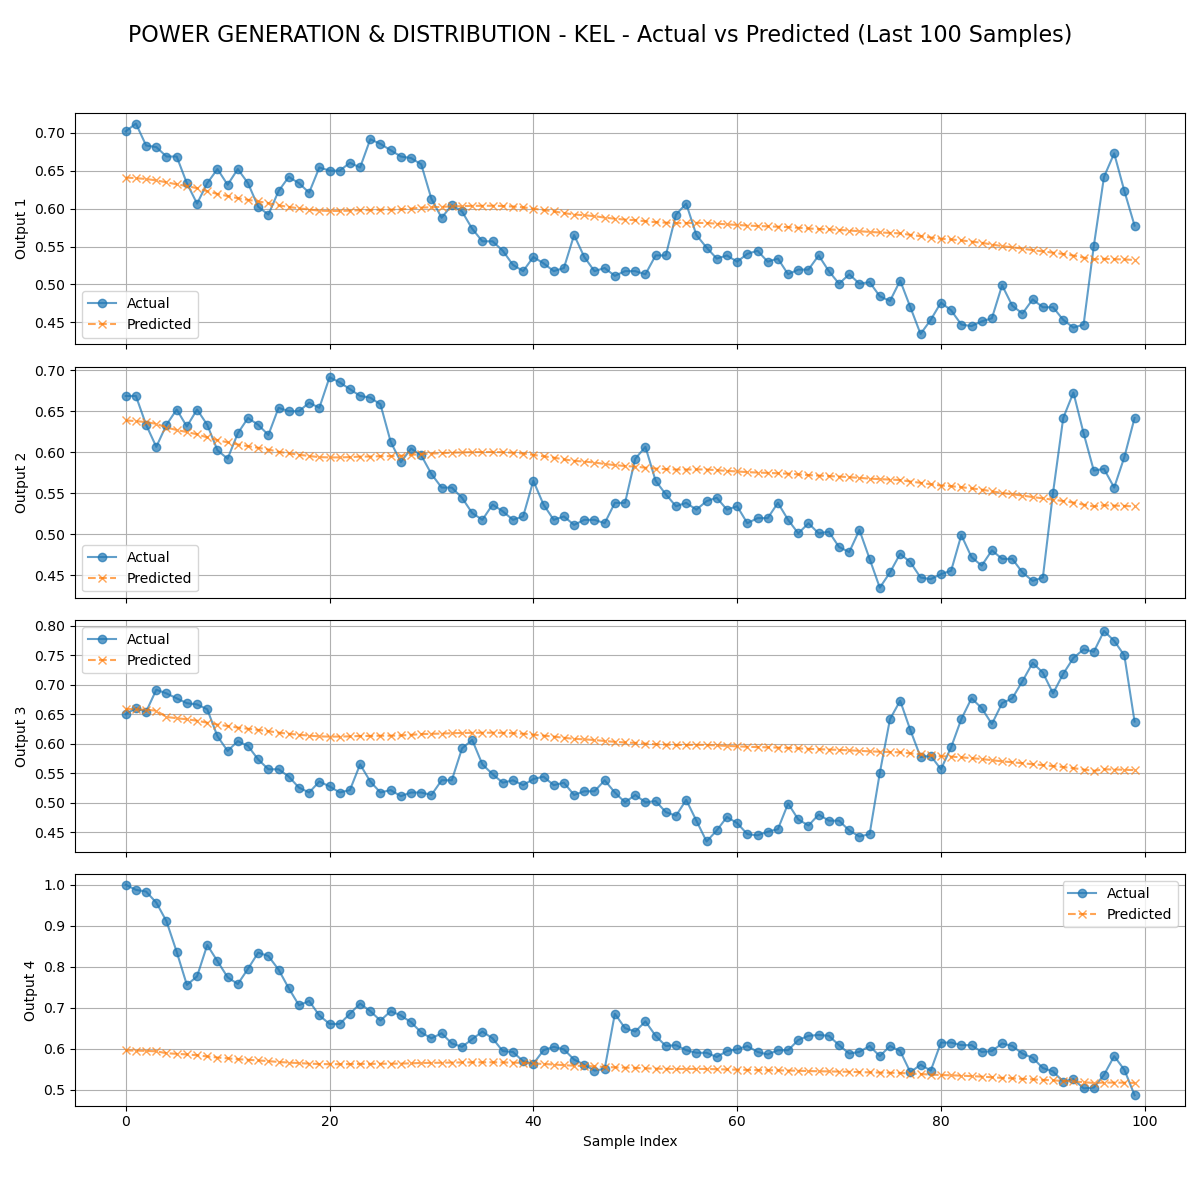 POWER GENERATION & DISTRIBUTION - KEL - Actual vs Predicted (Last 100 Samples)
0.70
0.65
0.60
0.55
0.50
0.45
Output 1
Actual
Predicted
0.70
0.65
0.60
0.55
0.50
0.45
Output 2
Actual
Predicted
0.80
0.75
0.70
0.65
0.60
0.55
0.50
0.45
Output 3
Actual
Predicted
1.0
0.9
0.8
0.7
0.6
0.5
Output 4
Actual
Predicted
0 20 40 60 80 100
Sample Index